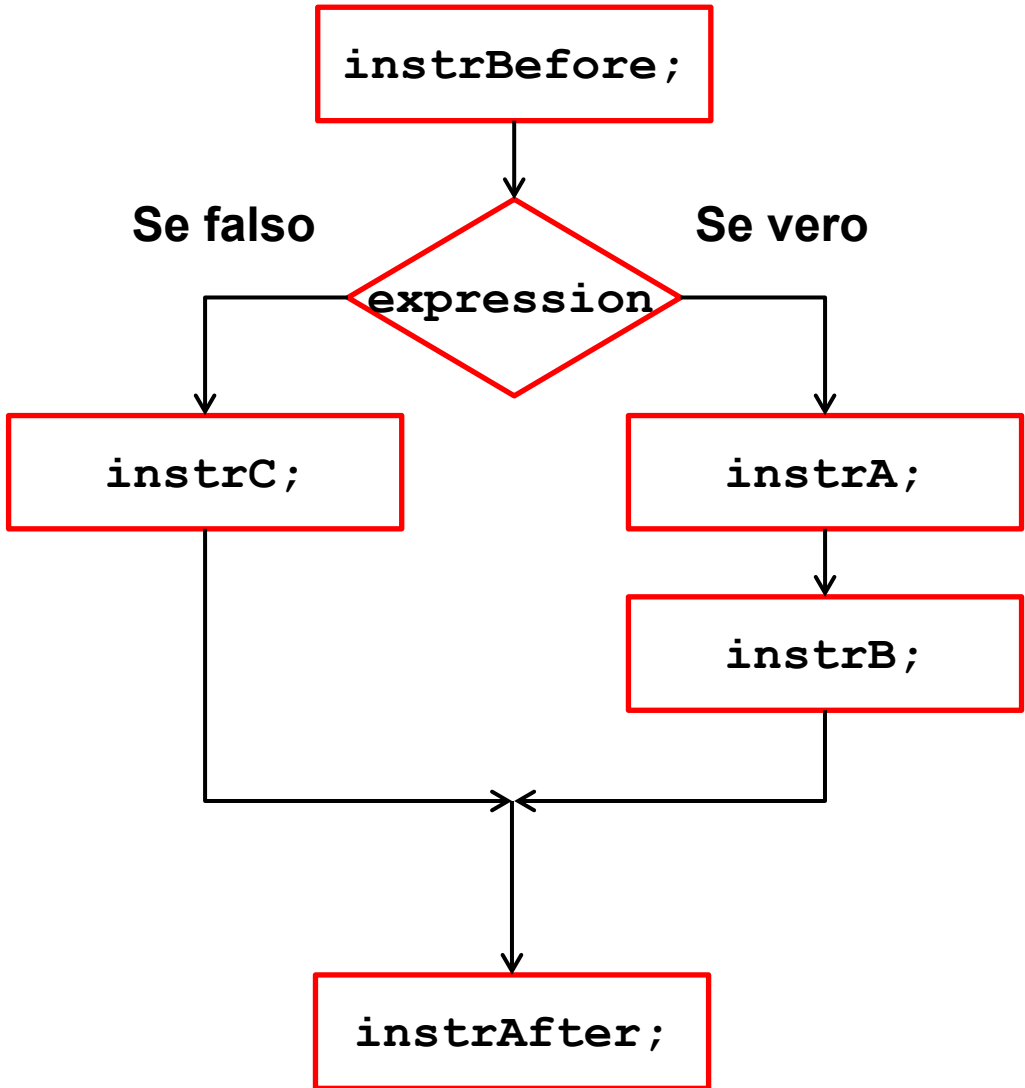 instrBefore;
Se falso
Se vero
expression
instrC;
instrA;
instrB;
instrAfter;